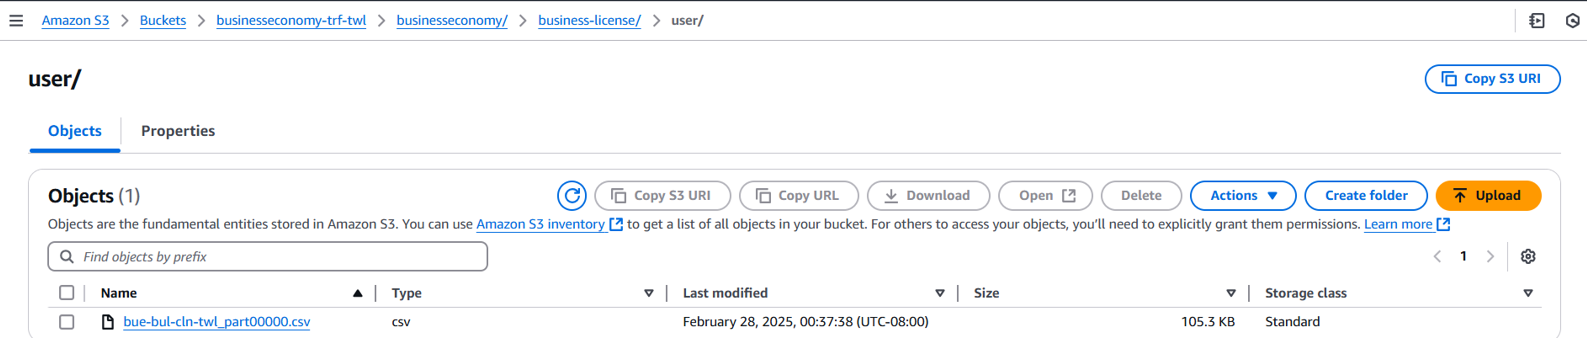 Amazon S3 > Buckets > businesseconomy-trf-twl > businesseconomy/ > business-license/ > user/
user/
Copy S3 URI
Objects Properties
Objects (1)
Copy S3 URI Copy URL Download Open Delete Actions Create folder Upload
Objects are the fundamental entities stored in Amazon S3. You can use Amazon S3 inventory to get a list of all objects in your bucket. For others to access your objects, you'll need to explicitly grant them permissions. Learn more
Find objects by prefix
< 1 >
Name Type Last modified Size Storage class
bue-bul-cln-twl_part00000.csv csv February 28, 2025, 00:37:38 (UTC-08:00) 105.3 KB Standard